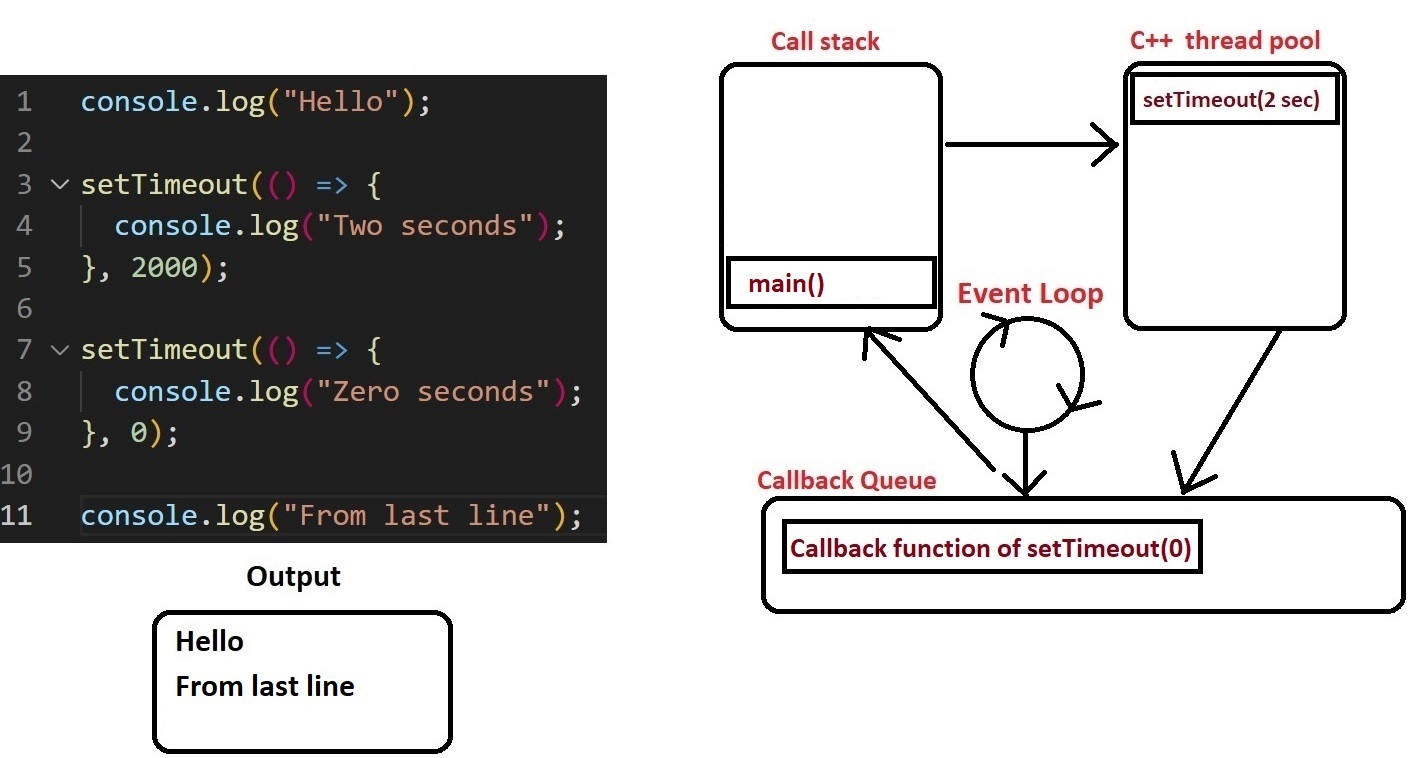 1 console.log("Hello");
2
3 setTimeout(() => {
4 console.log("Two seconds");
5 }, 2000);
6
7 setTimeout(() => {
8 console.log("Zero seconds");
9 }, 0);
10
11 console.log("From last line");
Output
Hello
From last line
Call stack
main()
C++ thread pool
setTimeout(2 sec)
Event Loop
Callback Queue
Callback function of setTimeout(0)